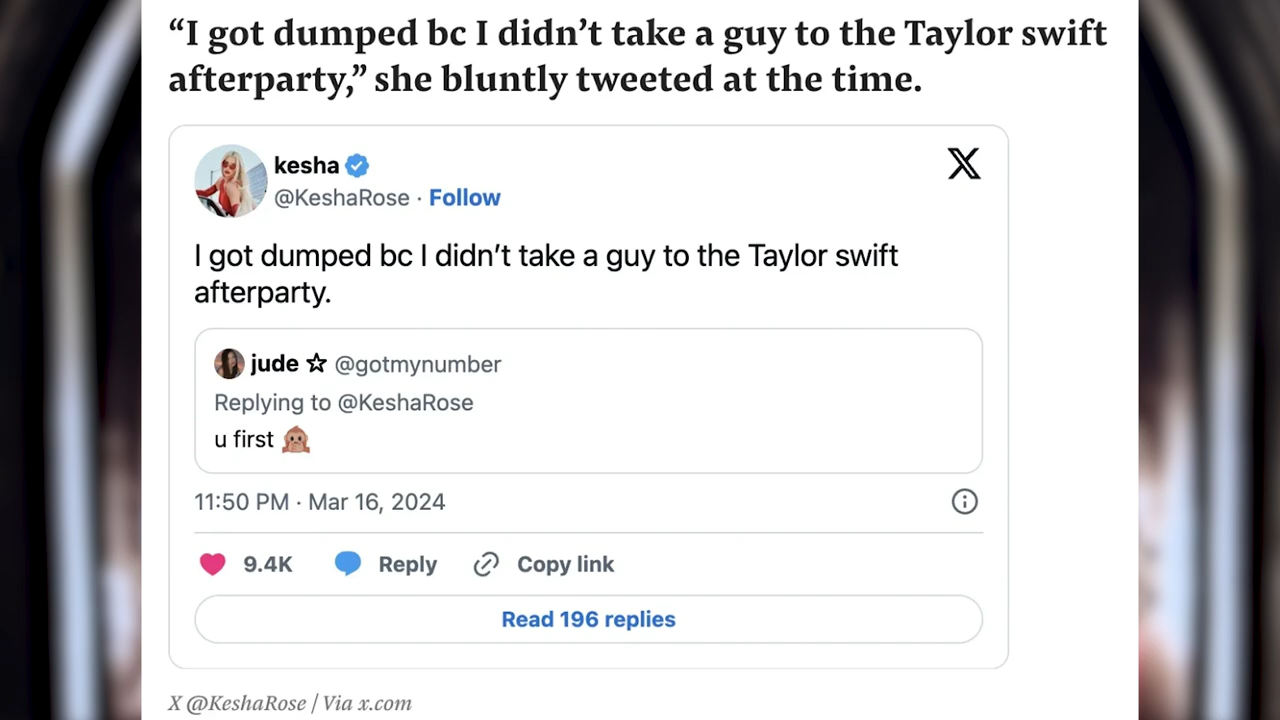 “I got dumped bc I didn’t take a guy to the Taylor swift
afterparty,” she bluntly tweeted at the time.
kesha
@KeshaRose · Follow
I got dumped bc I didn’t take a guy to the Taylor swift
afterparty.
jude ☆ @gotmynumber
Replying to @KeshaRose
u first 🙊
11:50 PM · Mar 16, 2024
9.4K Reply Copy link
Read 196 replies
X @KeshaRose / Via x.com